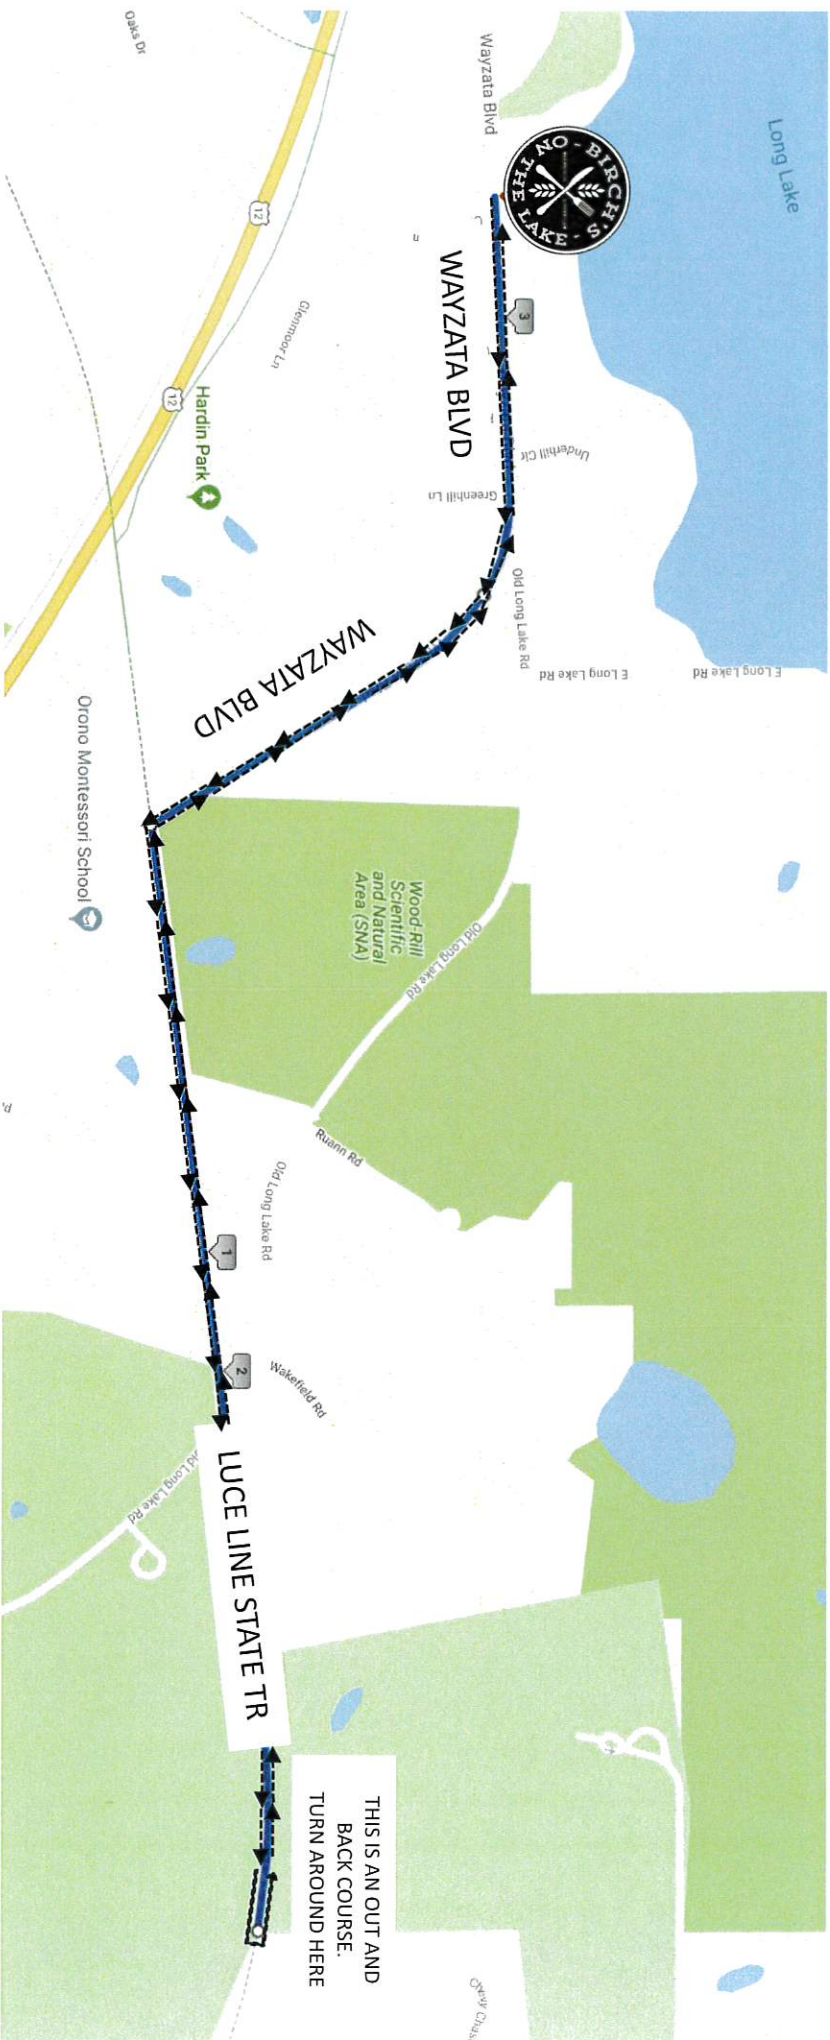 Long Lake
Wayzata Blvd
BIRCH'S - ON THE LAKE -
Oaks Dr
12
3
WAYZATA BLVD
Glenmoor Ln
12
Hardin Park
Underhill Cir
Greenhill Ln
Old Long Lake Rd
E Long Lake Rd
E Long Lake Rd
WAYZATA BLVD
Orono Montessori School
Wood-Rill
Scientific
and Natural
Area (SNA)
Old Long Lake Rd
Ruann Rd
Old Long Lake Rd
1
2
Wakefield Rd
Old Long Lake Rd
LUCE LINE STATE TR
THIS IS AN OUT AND
BACK COURSE.
TURN AROUND HERE